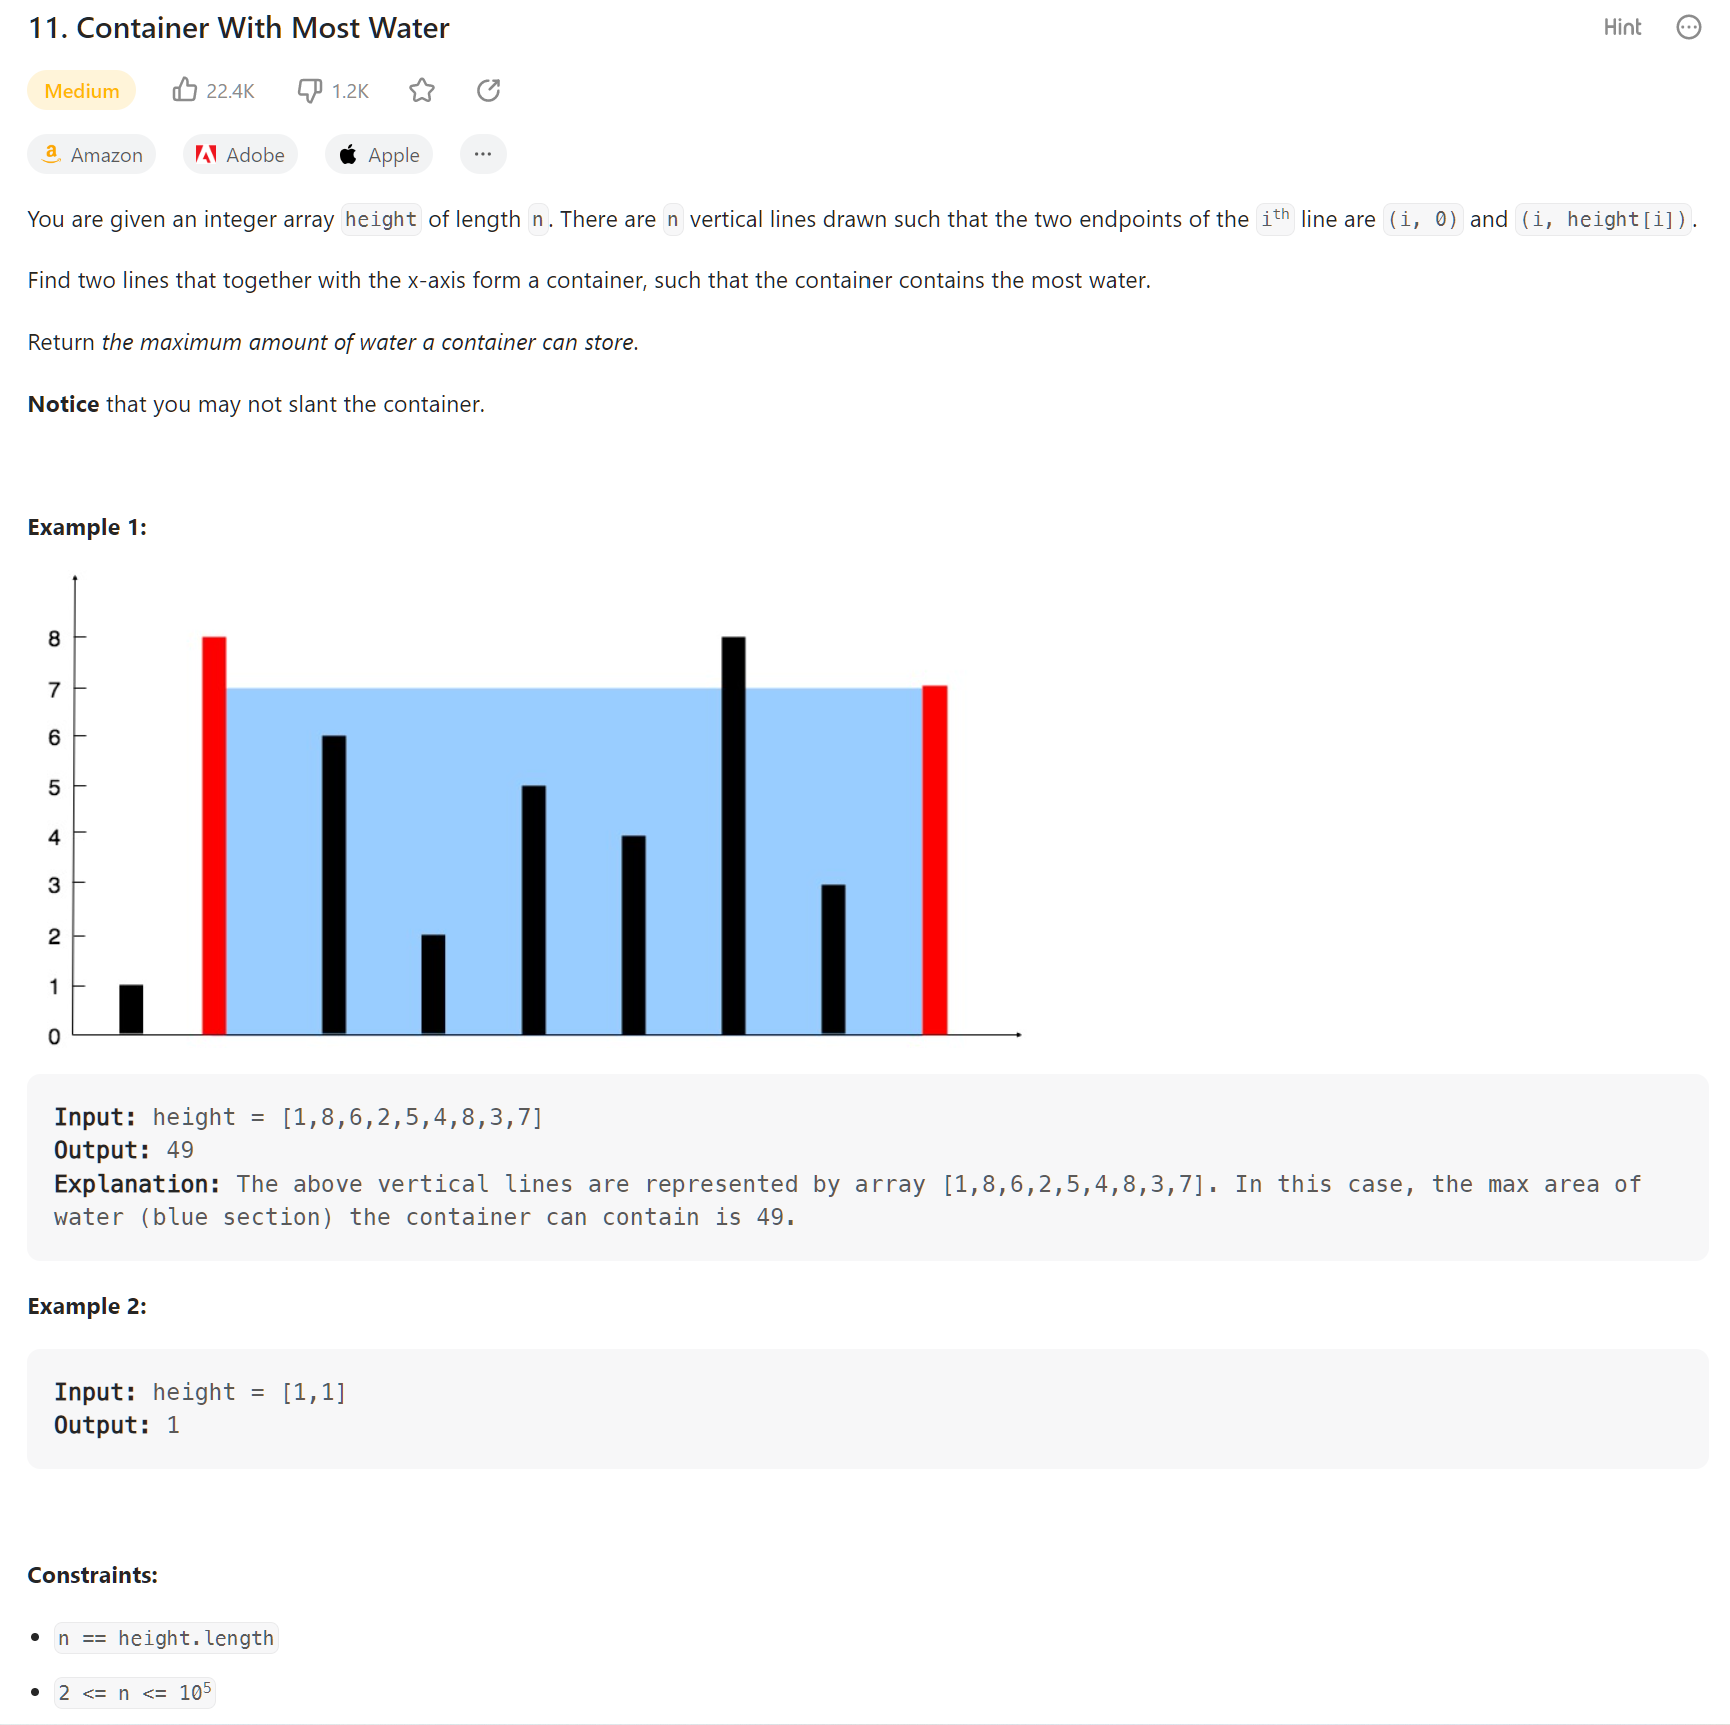 11. Container With Most Water
Hint
Medium
22.4K
1.2K
Amazon
Adobe
Apple
You are given an integer array height of length n. There are n vertical lines drawn such that the two endpoints of the iᵗʰ line are (i, 0) and (i, height[i]).
Find two lines that together with the x-axis form a container, such that the container contains the most water.
Return the maximum amount of water a container can store.
Notice that you may not slant the container.
Example 1:
8
7
6
5
4
3
2
1
0
Input: height = [1,8,6,2,5,4,8,3,7]
Output: 49
Explanation: The above vertical lines are represented by array [1,8,6,2,5,4,8,3,7]. In this case, the max area of
water (blue section) the container can contain is 49.
Example 2:
Input: height = [1,1]
Output: 1
Constraints:
n == height.length
2 <= n <= 10⁵